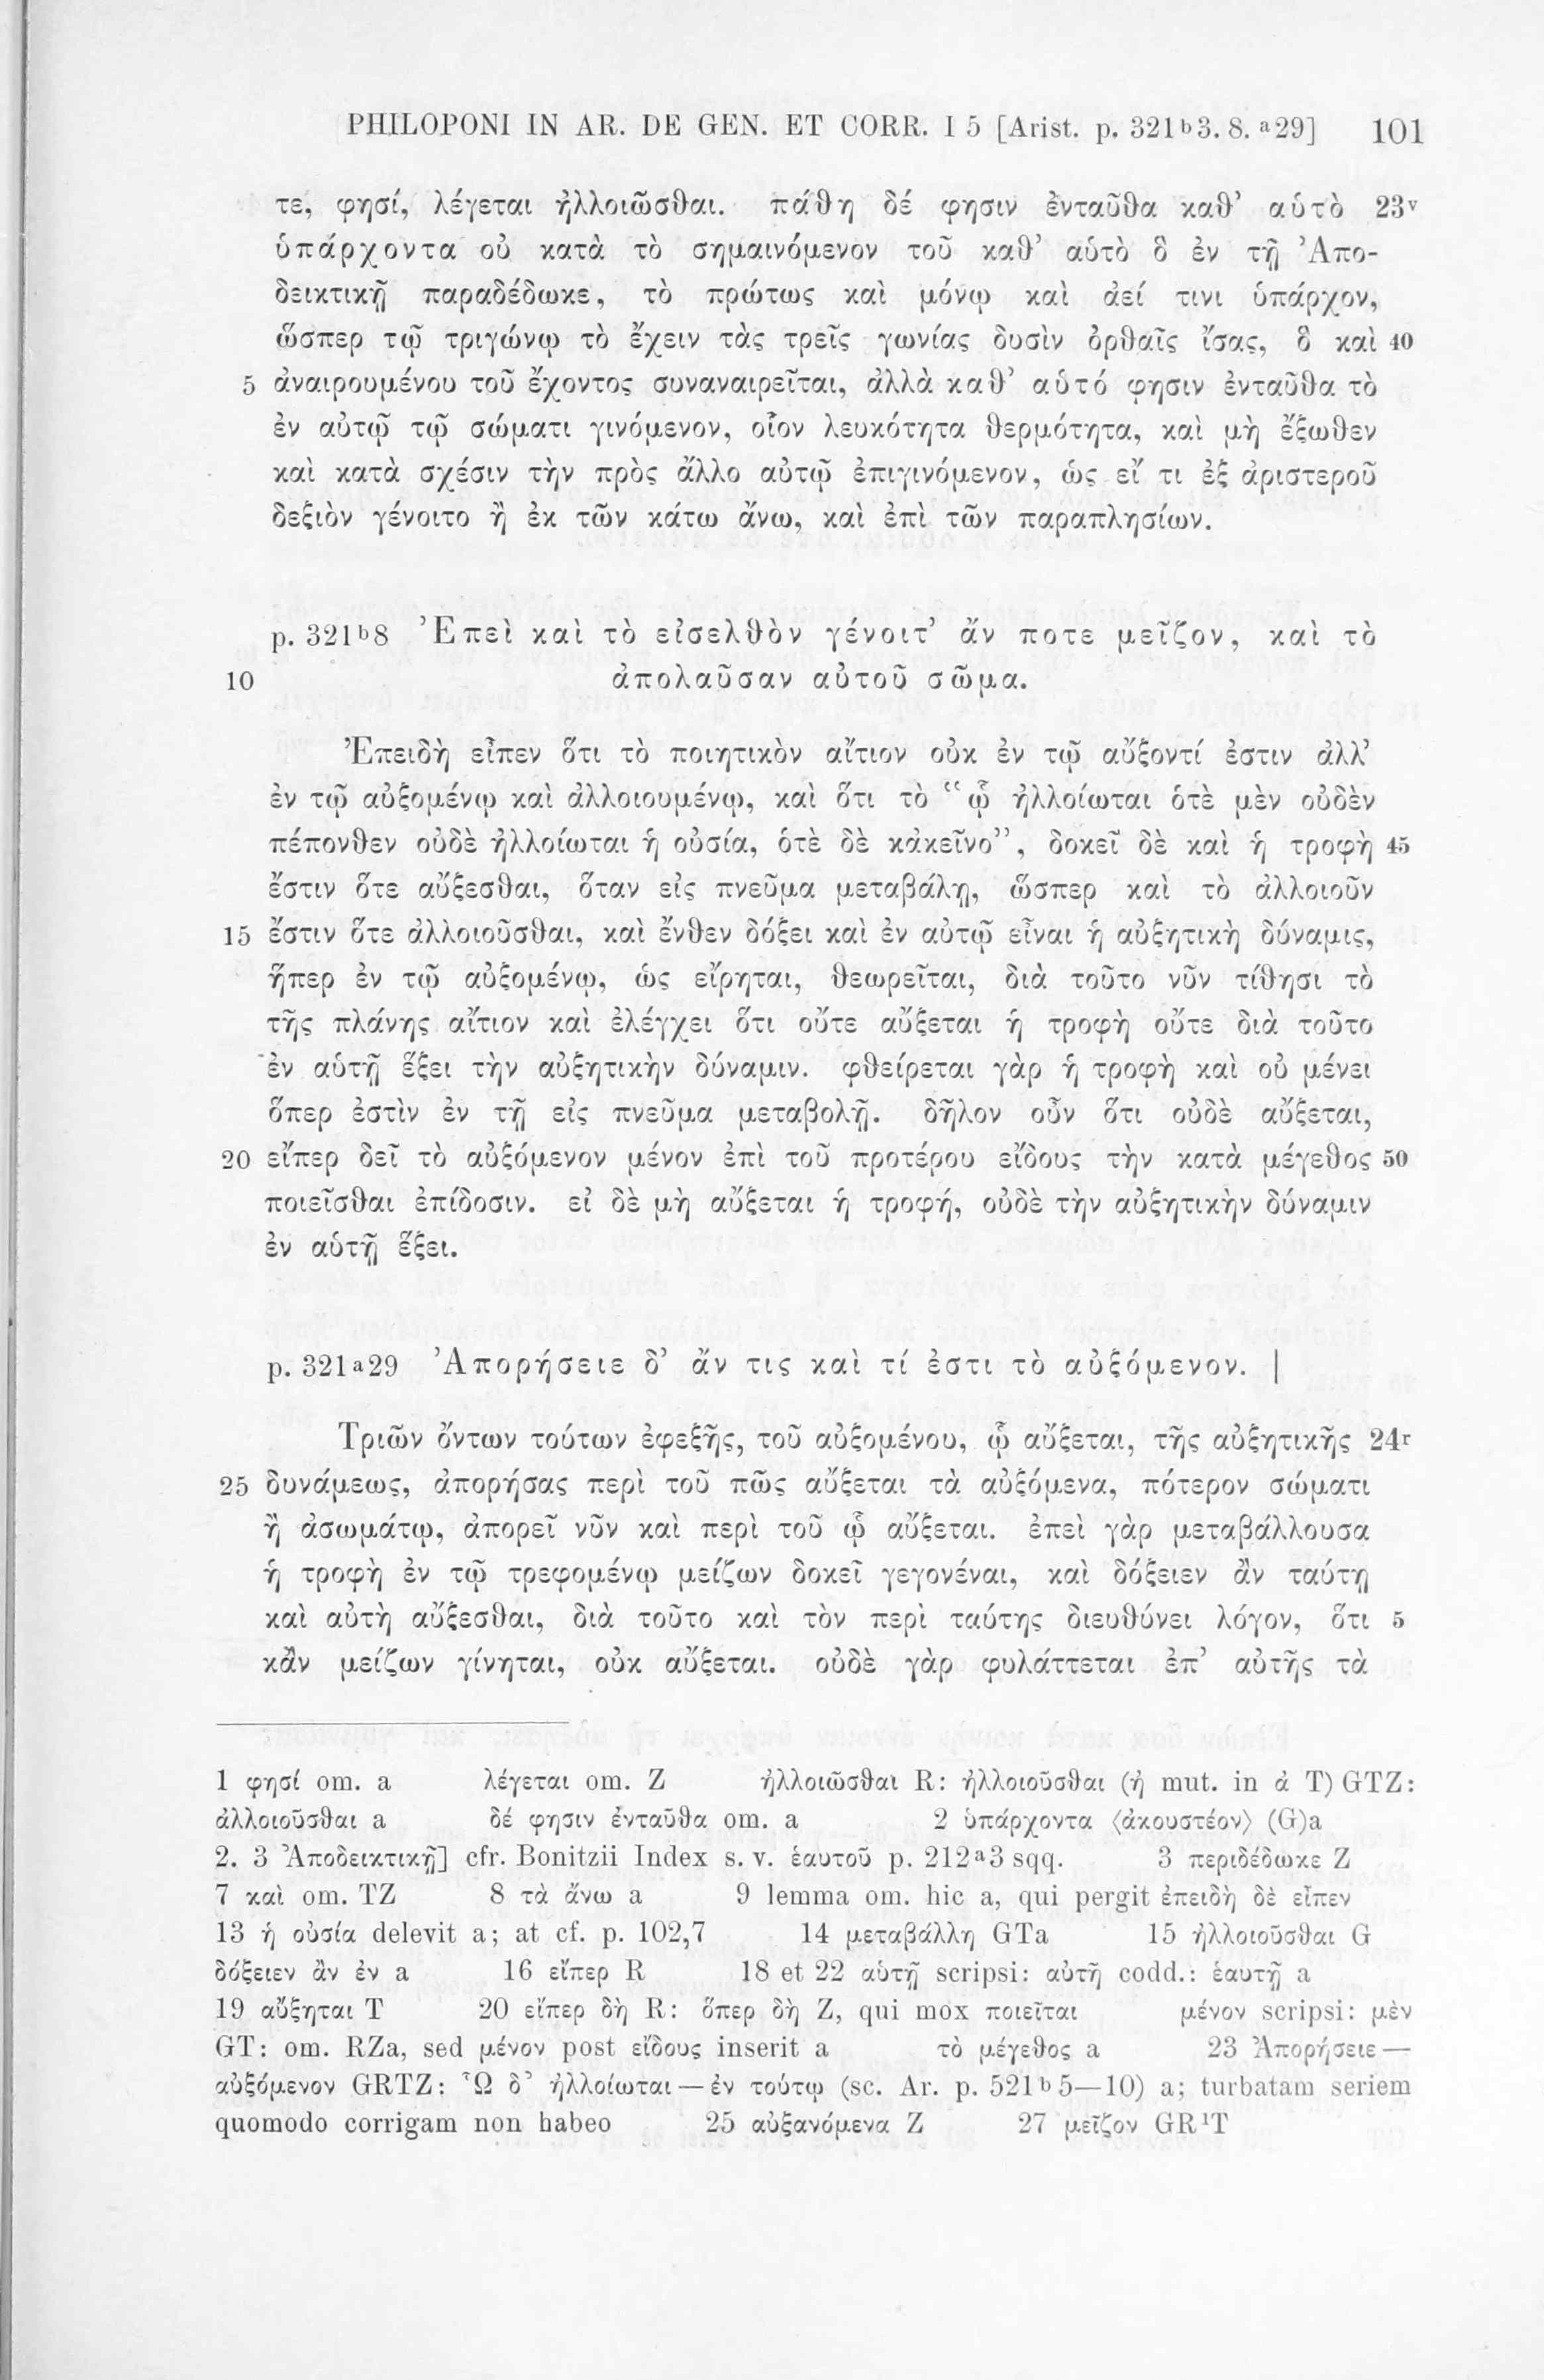 PHILOPONI IN AR. DE GEN. ET CORR. I 5 [Arist. p. 321ᵇ3. 8. ᵃ29] 101
τε, φησί, λέγεται ἠλλοιῶσθαι. πάθη δέ φησιν ἐνταῦθα καθ’ αὑτὸ 23ᵛ
ὑπάρχοντα οὐ κατὰ τὸ σημαινόμενον τοῦ καθ’ αὑτὸ ὃ ἐν τῇ Ἀπο-
δεικτικῇ παραδέδωκε, τὸ πρώτως καὶ μόνῳ καὶ ἀεί τινι ὑπάρχον,
ὥσπερ τῷ τριγώνῳ τὸ ἔχειν τὰς τρεῖς γωνίας δυσὶν ὀρθαῖς ἴσας, ὃ καὶ 40
5 ἀναιρουμένου τοῦ ἔχοντος συναναιρεῖται, ἀλλὰ καθ’ αὑτό φησιν ἐνταῦθα τὸ
ἐν αὐτῷ τῷ σώματι γινόμενον, οἷον λευκότητα θερμότητα, καὶ μὴ ἔξωθεν
καὶ κατὰ σχέσιν τὴν πρὸς ἄλλο αὐτῷ ἐπιγινόμενον, ὡς εἴ τι ἐξ ἀριστεροῦ
δεξιὸν γένοιτο ἢ ἐκ τῶν κάτω ἄνω, καὶ ἐπὶ τῶν παραπλησίων.
p. 321ᵇ8 Ἐπεὶ καὶ τὸ εἰσελθὸν γένοιτ’ ἄν ποτε μεῖζον, καὶ τὸ
10 ἀπολαῦσαν αὐτοῦ σῶμα.
Ἐπειδὴ εἶπεν ὅτι τὸ ποιητικὸν αἴτιον οὐκ ἐν τῷ αὔξοντί ἐστιν ἀλλ’
ἐν τῷ αὐξομένῳ καὶ ἀλλοιουμένῳ, καὶ ὅτι τὸ “ᾧ ἠλλοίωται ὁτὲ μὲν οὐδὲν
πέπονθεν οὐδὲ ἠλλοίωται ἡ οὐσία, ὁτὲ δὲ κἀκεῖνο”, δοκεῖ δὲ καὶ ἡ τροφὴ 45
ἔστιν ὅτε αὔξεσθαι, ὅταν εἰς πνεῦμα μεταβάλῃ, ὥσπερ καὶ τὸ ἀλλοιοῦν
15 ἔστιν ὅτε ἀλλοιοῦσθαι, καὶ ἔνθεν δόξει καὶ ἐν αὐτῷ εἶναι ἡ αὐξητικὴ δύναμις,
ἥπερ ἐν τῷ αὐξομένῳ, ὡς εἴρηται, θεωρεῖται, διὰ τοῦτο νῦν τίθησι τὸ
τῆς πλάνης αἴτιον καὶ ἐλέγχει ὅτι οὔτε αὔξεται ἡ τροφὴ οὔτε διὰ τοῦτο
ἐν αὑτῇ ἕξει τὴν αὐξητικὴν δύναμιν. φθείρεται γὰρ ἡ τροφὴ καὶ οὐ μένει
ὅπερ ἐστὶν ἐν τῇ εἰς πνεῦμα μεταβολῇ. δῆλον οὖν ὅτι οὐδὲ αὔξεται,
20 εἴπερ δεῖ τὸ αὐξόμενον μένον ἐπὶ τοῦ προτέρου εἴδους τὴν κατὰ μέγεθος 50
ποιεῖσθαι ἐπίδοσιν. εἰ δὲ μὴ αὔξεται ἡ τροφή, οὐδὲ τὴν αὐξητικὴν δύναμιν
ἐν αὑτῇ ἕξει.
p. 321ᵃ29 Ἀπορήσειε δ’ ἄν τις καὶ τί ἐστι τὸ αὐξόμενον. |
Τριῶν ὄντων τούτων ἐφεξῆς, τοῦ αὐξομένου, ᾧ αὔξεται, τῆς αὐξητικῆς 24ʳ
25 δυνάμεως, ἀπορήσας περὶ τοῦ πῶς αὔξεται τὰ αὐξόμενα, πότερον σώματι
ἢ ἀσωμάτῳ, ἀπορεῖ νῦν καὶ περὶ τοῦ ᾧ αὔξεται. ἐπεὶ γὰρ μεταβάλλουσα
ἡ τροφὴ ἐν τῷ τρεφομένῳ μείζων δοκεῖ γεγονέναι, καὶ δόξειεν ἂν ταύτῃ
καὶ αὐτὴ αὔξεσθαι, διὰ τοῦτο καὶ τὸν περὶ ταύτης διευθύνει λόγον, ὅτι 5
κἂν μείζων γίνηται, οὐκ αὔξεται. οὐδὲ γὰρ φυλάττεται ἐπ’ αὐτῆς τὰ
1 φησί om. a λέγεται om. Z ἠλλοιῶσθαι R: ἠλλοιοῦσθαι (ἠ mut. in ἀ T) GTZ:
ἀλλοιοῦσθαι a δέ φησιν ἐνταῦθα om. a 2 ὑπάρχοντα ⟨ἀκουστέον⟩ (G)a
2. 3 Ἀποδεικτικῇ] cfr. Bonitzii Index s. v. ἑαυτοῦ p. 212ᵃ3 sqq. 3 περιδέδωκε Z
7 καὶ om. TZ 8 τὰ ἄνω a 9 lemma om. hic a, qui pergit ἐπειδὴ δὲ εἶπεν
13 ἡ οὐσία delevit a; at cf. p. 102,7 14 μεταβάλλη GTa 15 ἠλλοιοῦσθαι G
δόξειεν ἂν ἐν a 16 εἴπερ R 18 et 22 αὑτῇ scripsi: αὐτῆ codd.: ἑαυτῇ a
19 αὔξηται T 20 εἴπερ δὴ R: ὅπερ δὴ Z, qui mox ποιεῖται μένον scripsi: μὲν
GT: om. RZa, sed μένον post εἴδους inserit a τὸ μέγεθος a 23 Ἀπορήσειε —
αὐξόμενον GRTZ: Ὧι δ’ ἠλλοίωται — ἐν τούτῳ (sc. Ar. p. 521ᵇ5—10) a; turbatam seriem
quomodo corrigam non habeo 25 αὐξανόμενα Z 27 μεῖζον GR¹T